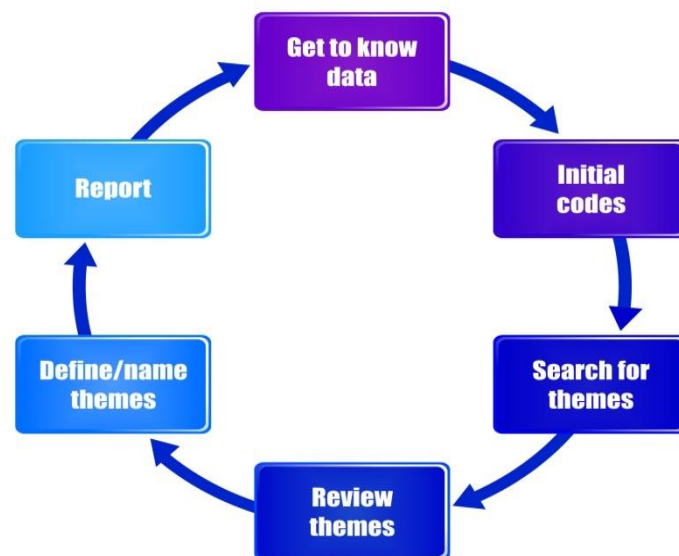 Get to know
data
Initial
codes
Search for
themes
Review
themes
Define/name
themes
Report